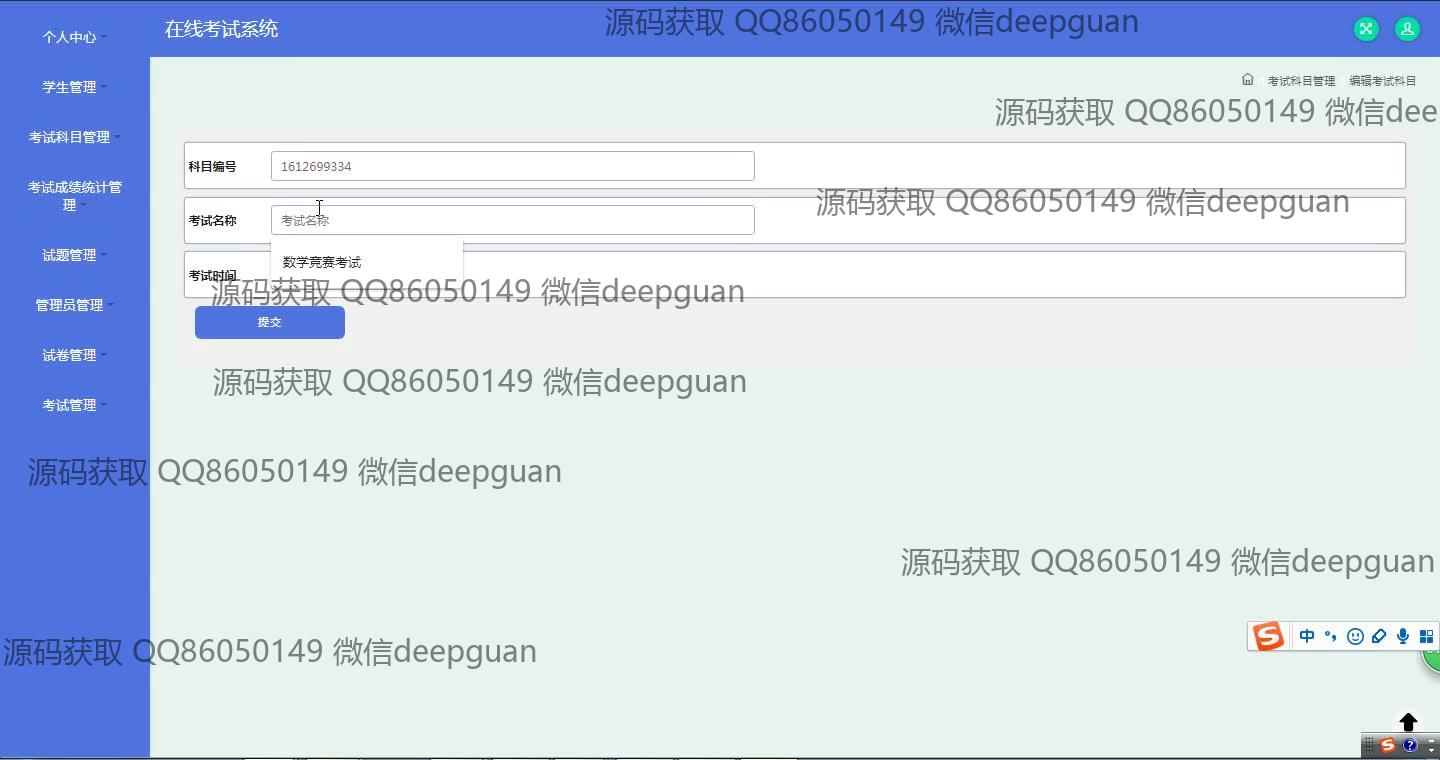 在线考试系统
源码获取 QQ86050149 微信deepguan
个人中心
学生管理
考试科目管理
考试成绩统计管
理
试题管理
管理员管理
试卷管理
考试管理
考试科目管理 编辑考试科目
源码获取 QQ86050149 微信dee
科目编号 1612699334
源码获取 QQ86050149 微信deepguan
考试名称 考试名称
数学竟赛考试
考试时间
源码获取 QQ86050149 微信deepguan
提交
源码获取 QQ86050149 微信deepguan
源码获取 QQ86050149 微信deepguan
源码获取 QQ86050149 微信deepguan
中
源码获取 QQ86050149 微信deepguan